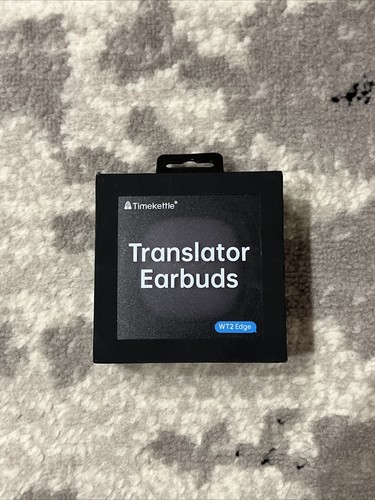 Timekettle
Translator
Earbuds
WT2 Edge